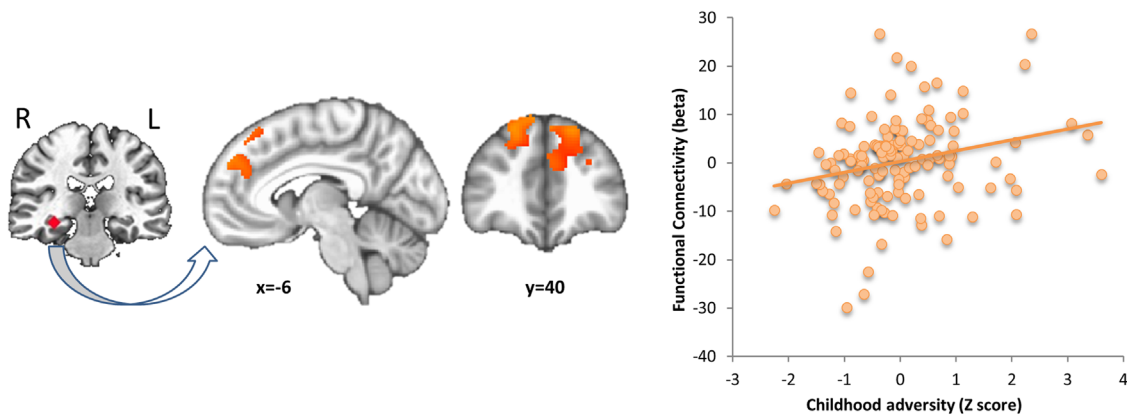 R L
x=-6
y=40
Functional Connectivity (beta)
30
20
10
0
-10
-20
-30
-40
-3 -2 -1 0 1 2 3 4
Childhood adversity (Z score)